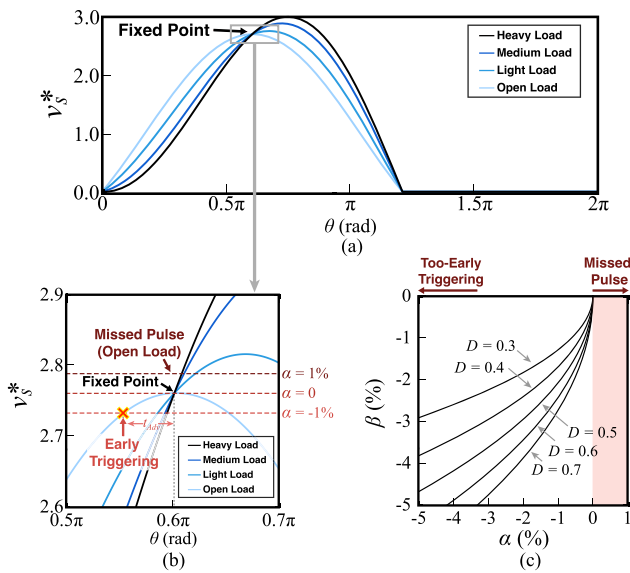 3.0
2.0
1.0
0.0
v_s*
Fixed Point
Heavy Load
Medium Load
Light Load
Open Load
0
0.5π
π
1.5π
2π
θ (rad)
(a)
2.9
2.8
2.7
2.6
v_s*
Missed Pulse
(Open Load)
Fixed Point
α = 1%
α = 0
α = -1%
t_Adv
Early
Triggering
Heavy Load
Medium Load
Light Load
Open Load
0.5π
0.6π
0.7π
θ (rad)
(b)
Too-Early
Triggering
Missed
Pulse
0
-1
-2
-3
-4
-5
β (%)
D = 0.3
D = 0.4
D = 0.5
D = 0.6
D = 0.7
-5
-4
-3
-2
-1
0
1
α (%)
(c)